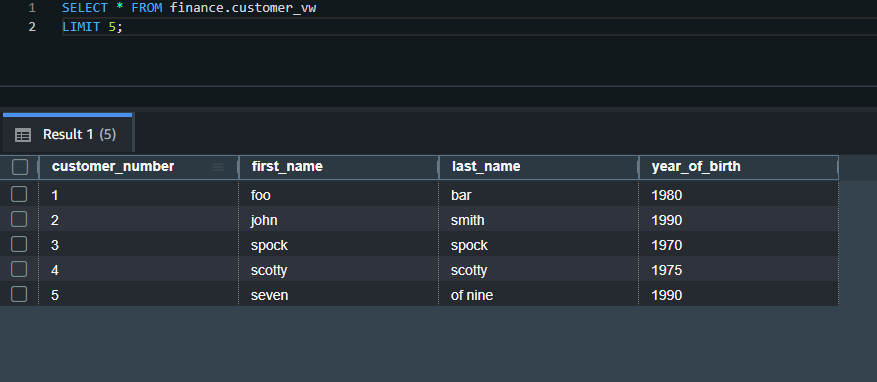 1 SELECT * FROM finance.customer_vw
2 LIMIT 5;
Result 1 (5)
customer_number first_name last_name year_of_birth
1 foo bar 1980
2 john smith 1990
3 spock spock 1970
4 scotty scotty 1975
5 seven of nine 1990